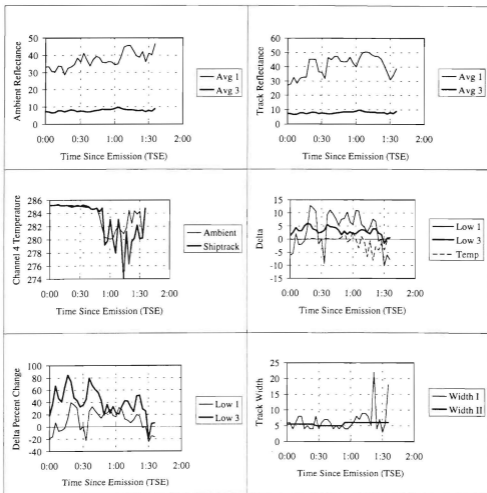 Ambient Reflectance
50
40
30
20
10
0
0:00 0:30 1:00 1:30 2:00
Time Since Emission (TSE)
Avg 1
Avg 3
Track Reflectance
60
50
40
30
20
10
0
0:00 0:30 1:00 1:30 2:00
Time Since Emission (TSE)
Avg 1
Avg 3
Channel 4 Temperature
286
284
282
280
278
276
274
0:00 0:30 1:00 1:30 2:00
Time Since Emission (TSE)
Ambient
Shiptrack
Delta
15
10
5
0
-5
-10
-15
0:00 0:30 1:00 1:30 2:00
Time Since Emission (TSE)
Low 1
Low 3
Temp
Delta Percent Change
100
80
60
40
20
0
-20
-40
0:00 0:30 1:00 1:30 2:00
Time Since Emission (TSE)
Low 1
Low 3
Track Width
25
20
15
10
5
0
0:00 0:30 1:00 1:30 2:00
Time Since Emission (TSE)
Width I
Width II